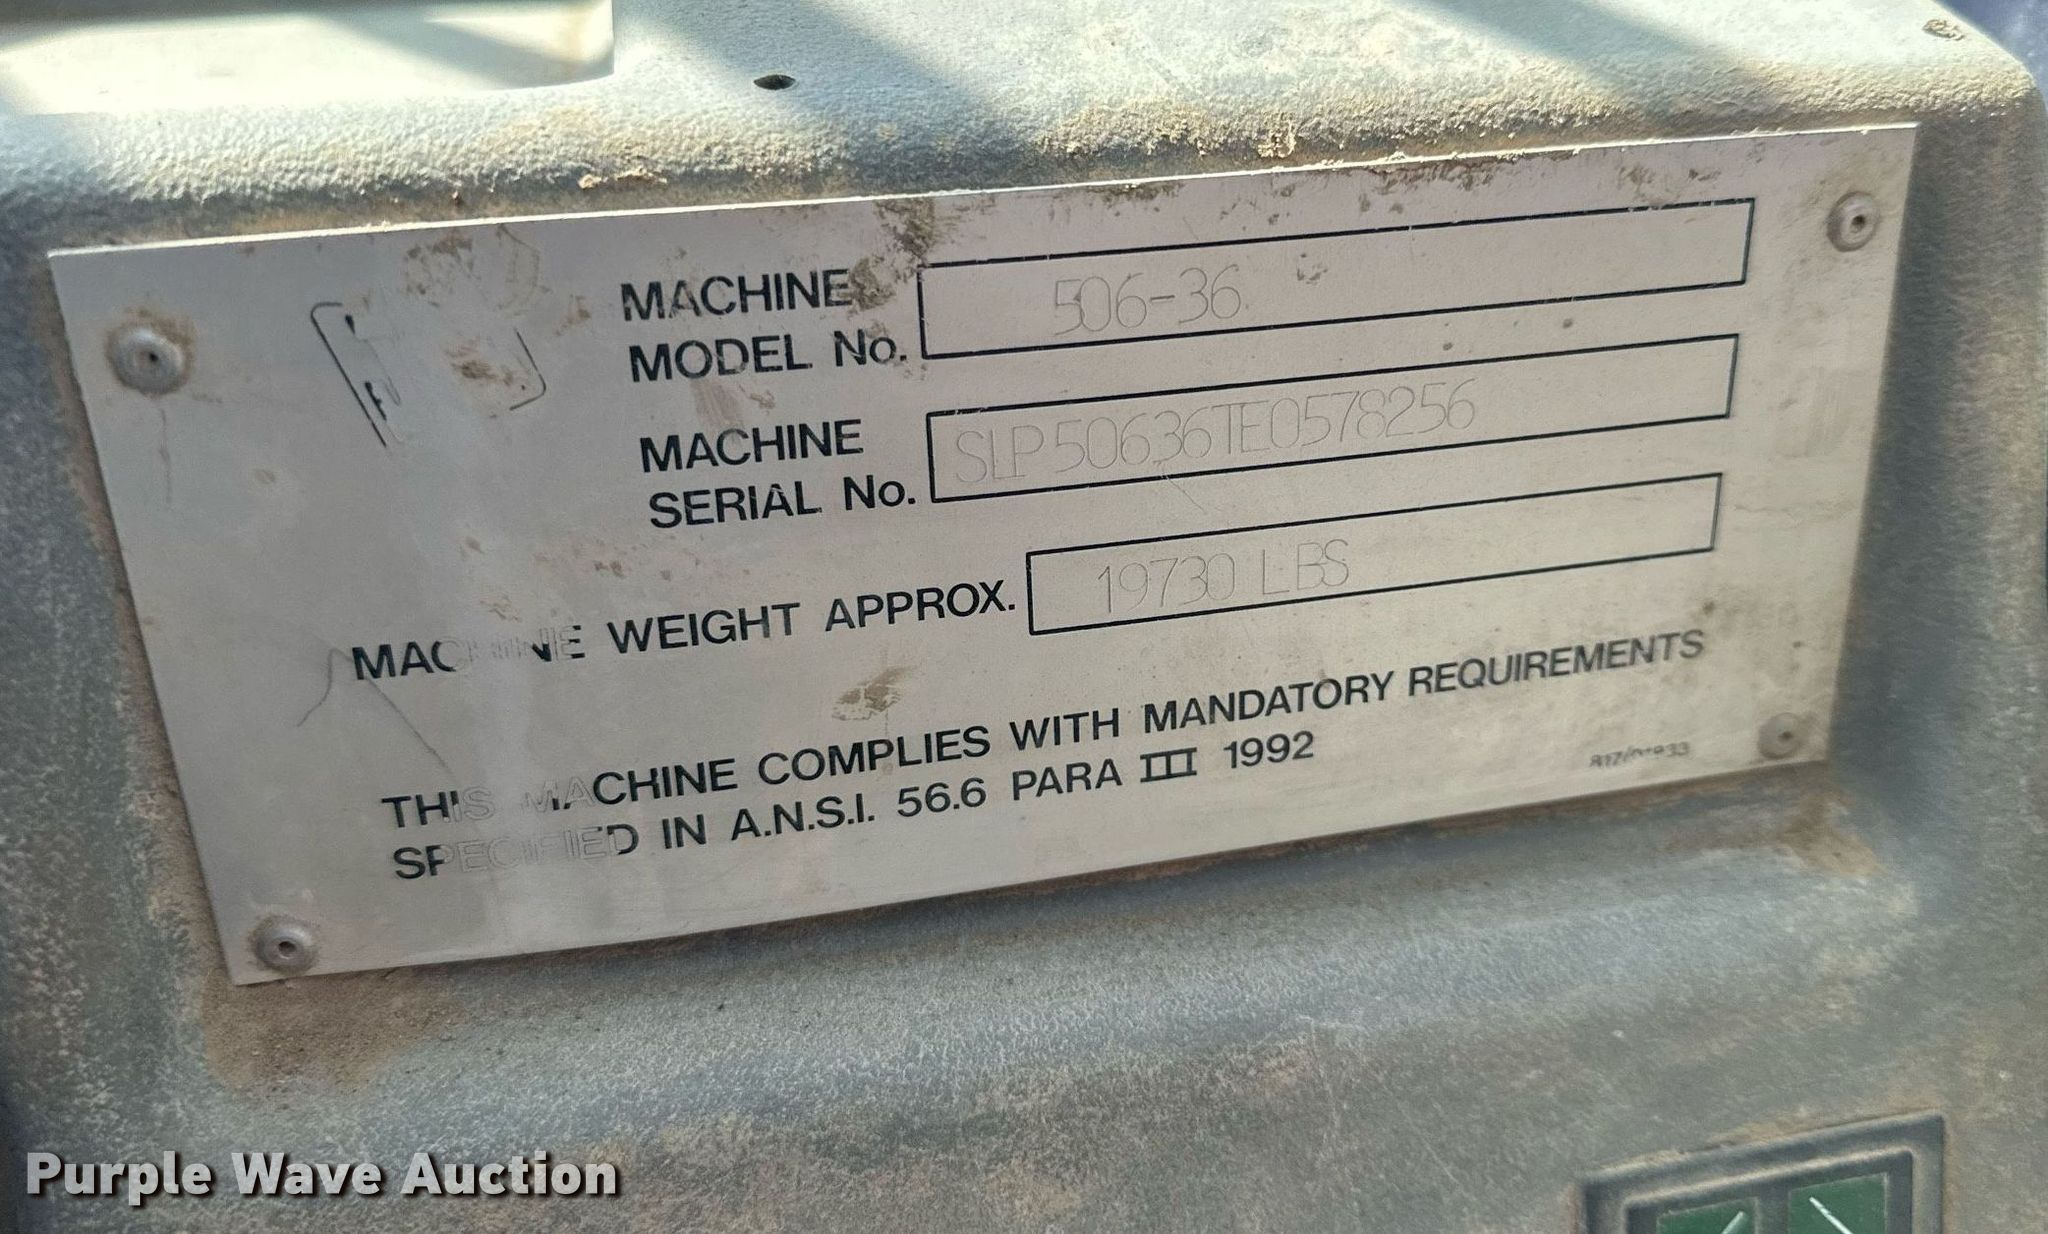 MACHINE
MODEL No. 506-36
MACHINE
SERIAL No. SLP50636TE0578256
MACHINE WEIGHT APPROX. 19730 LBS
THIS MACHINE COMPLIES WITH MANDATORY REQUIREMENTS
SPECIFIED IN A.N.S.I. 56.6 PARA III 1992
Purple Wave Auction